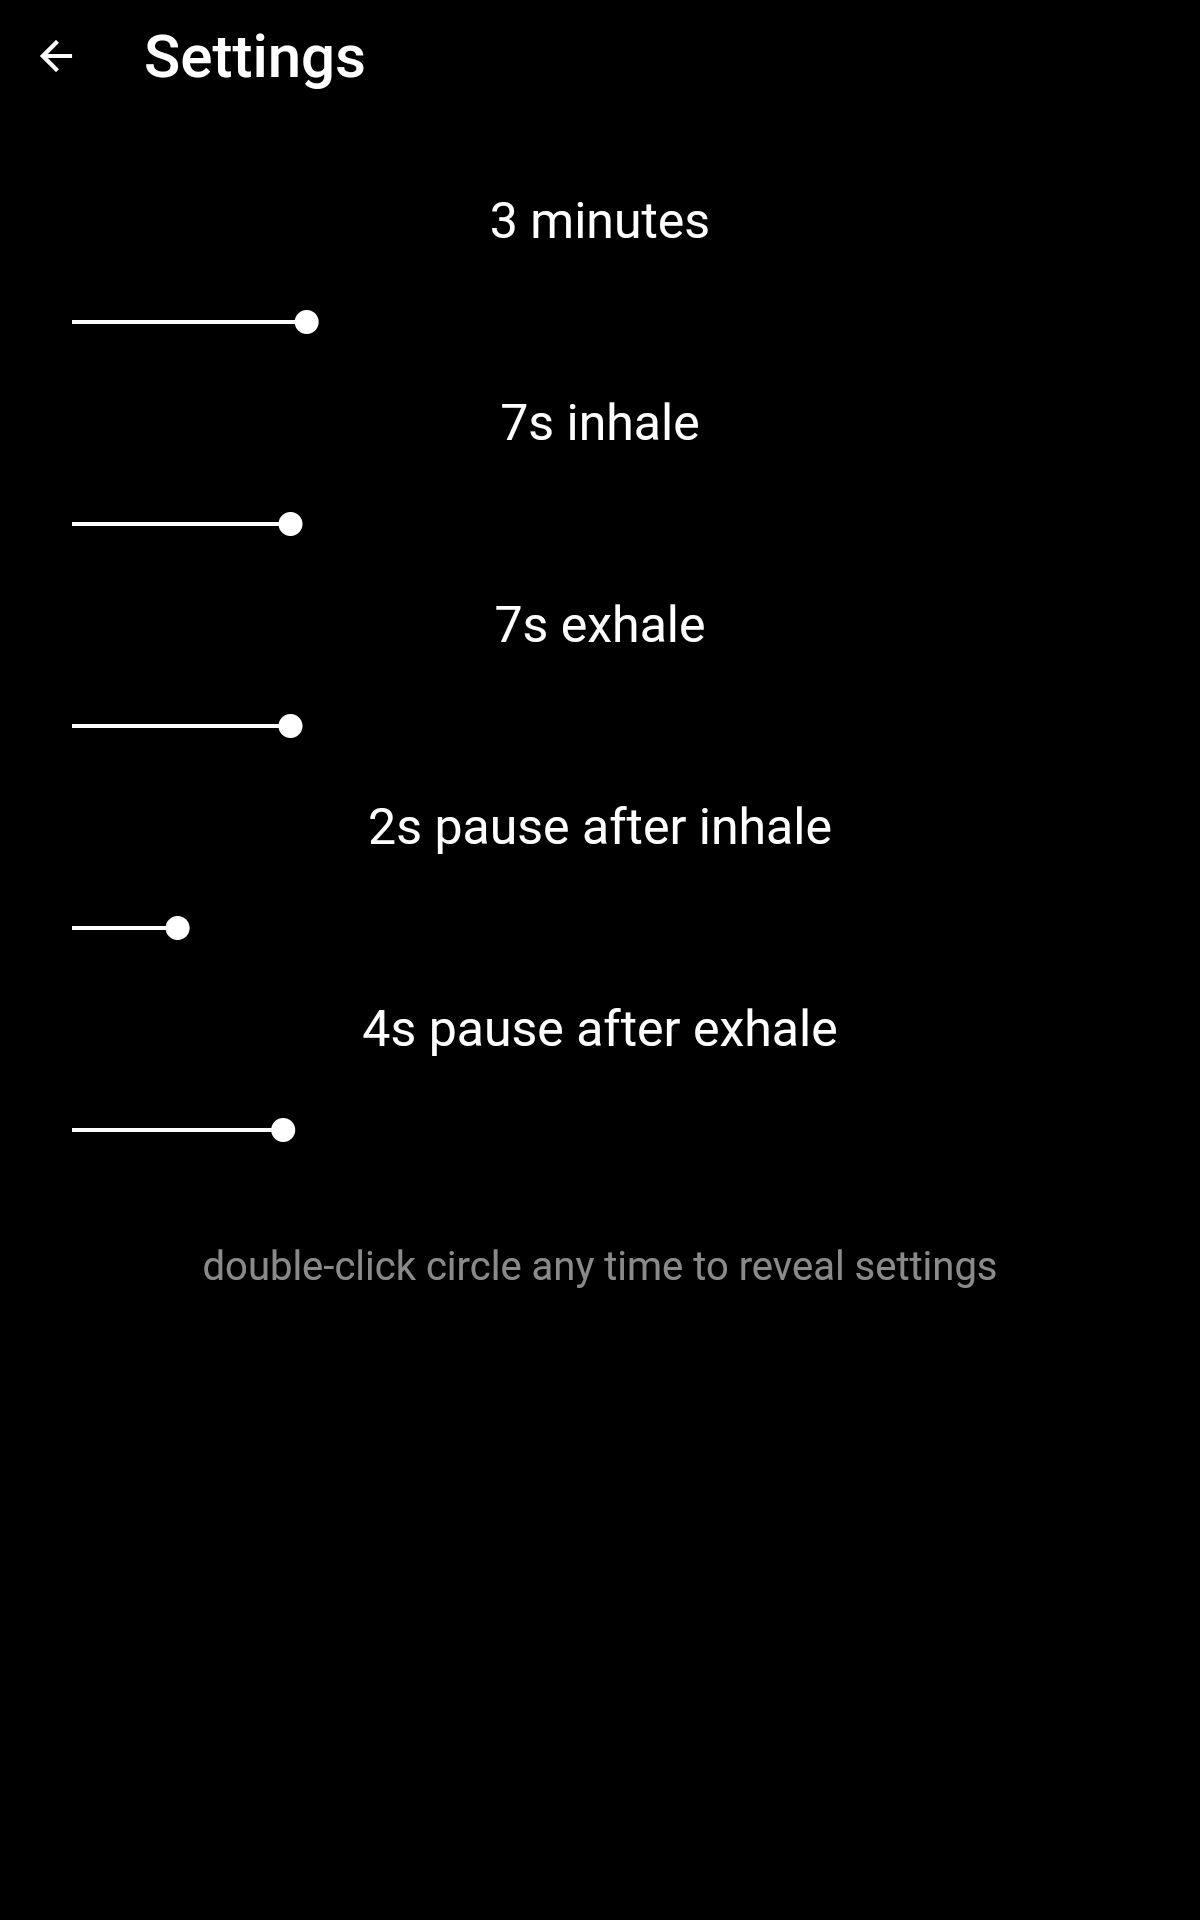 Settings
3 minutes
7s inhale
7s exhale
2s pause after inhale
4s pause after exhale
double-click circle any time to reveal settings